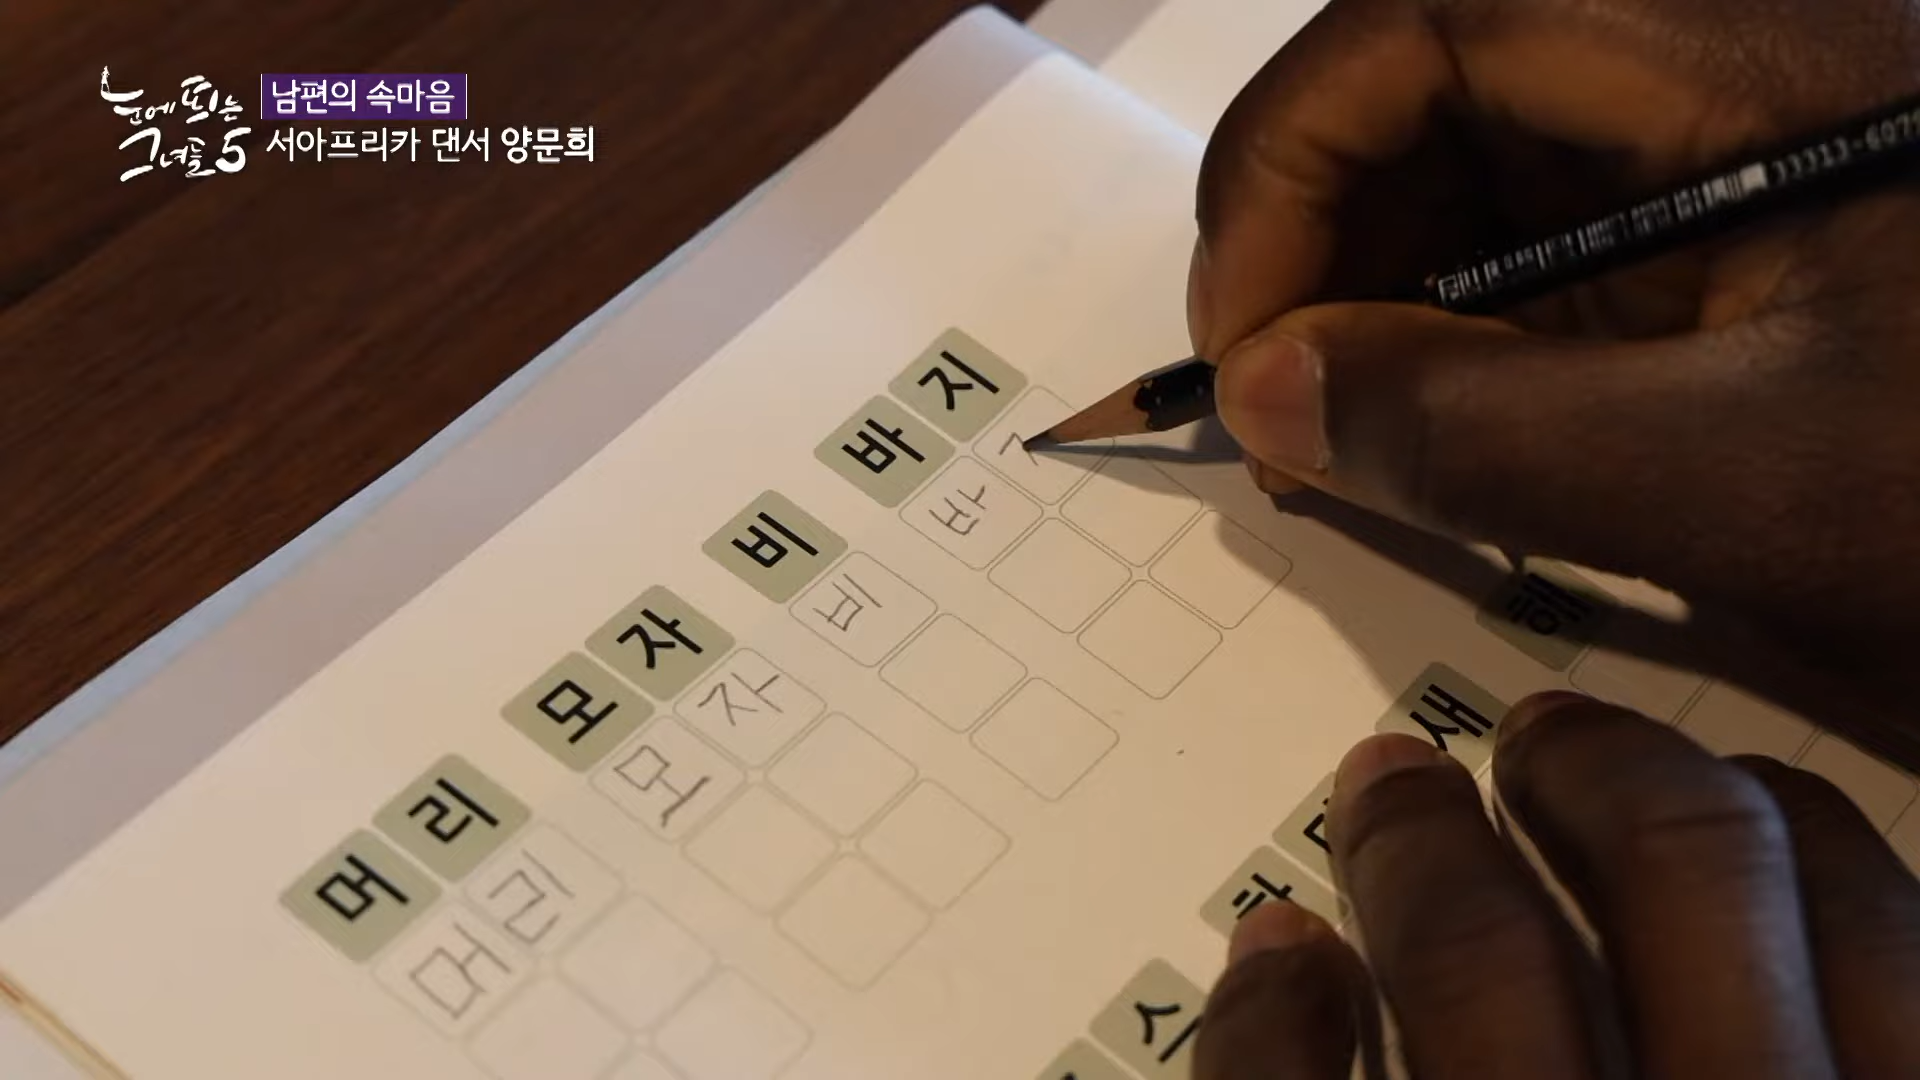 눈에 띄는
그녀들 5
남편의 속마음
서아프리카 댄서 양문희
머리
머리
모자
모자
비
비
바지
바
스
새
해